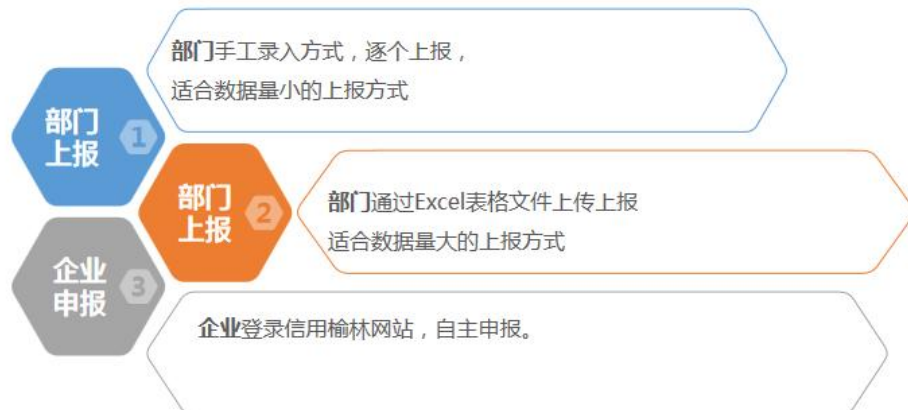 部门手工录入方式，逐个上报，
适合数据量小的上报方式
部门
上报
1
部门通过Excel表格文件上传上报
适合数据量大的上报方式
部门
上报
2
企业登录信用榆林网站，自主申报。
企业
申报
3